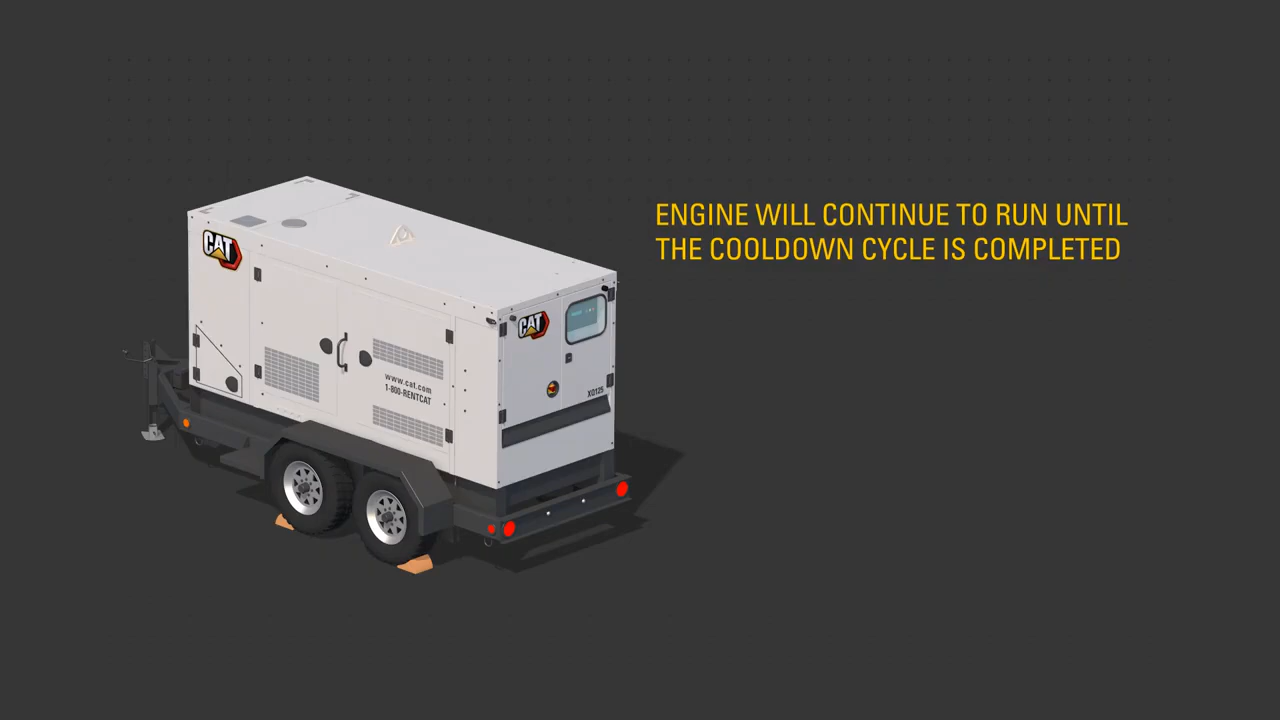 ENGINE WILL CONTINUE TO RUN UNTIL
THE COOLDOWN CYCLE IS COMPLETED
CAT
CAT
www.cat.com
1-800-RENTCAT
XQ125